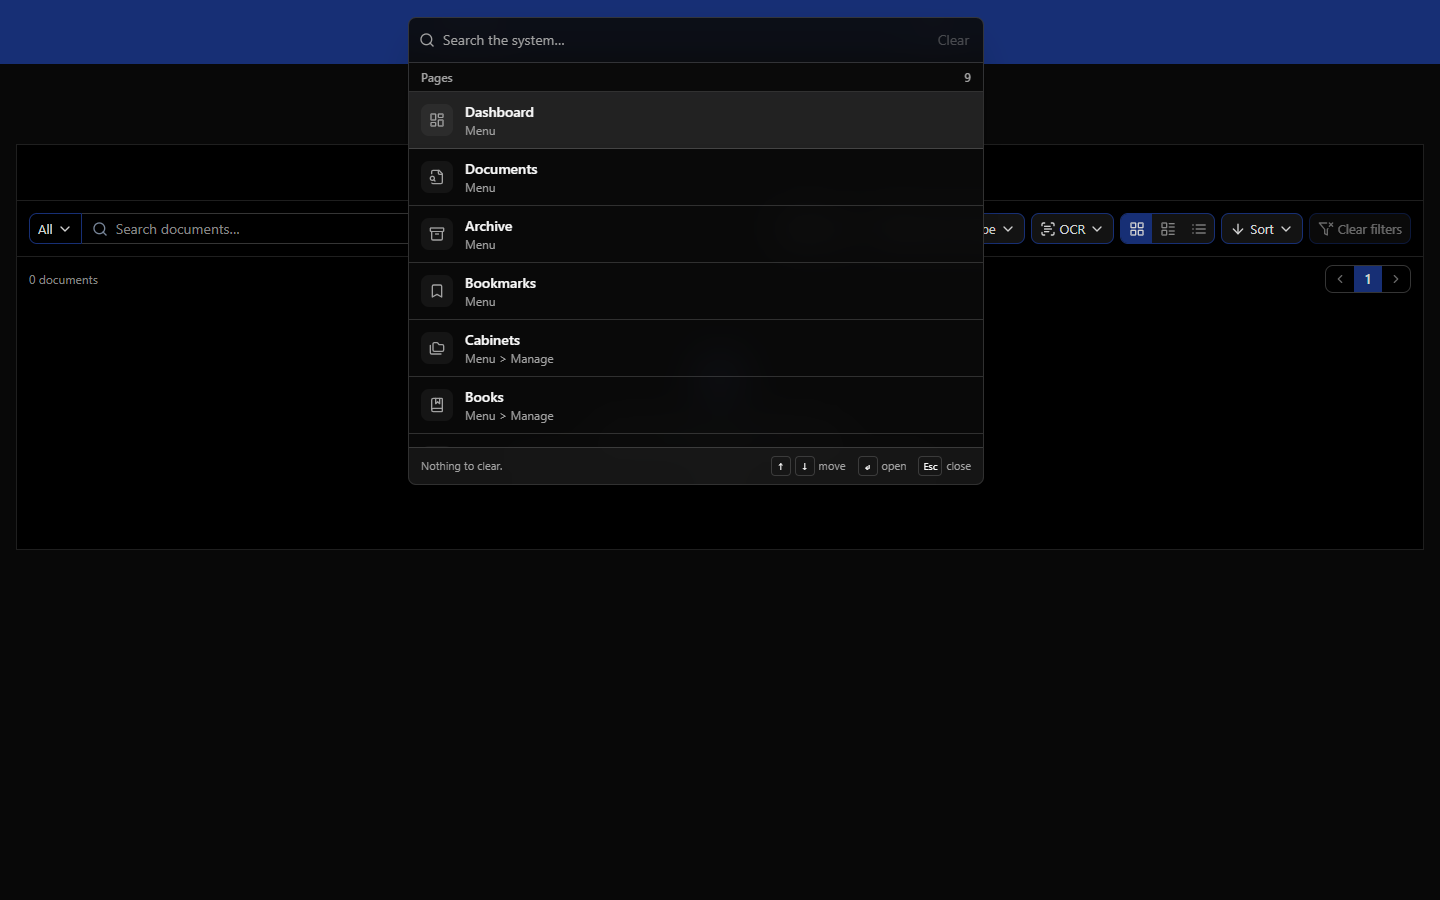 Search the system...
Clear
Pages
9
Dashboard
Menu
Documents
Menu
Archive
Menu
Bookmarks
Menu
Cabinets
Menu > Manage
Books
Menu > Manage
Nothing to clear.
↑ ↓ move
open
Esc close
All
Search documents...
OCR
Sort
Clear filters
0 documents
1